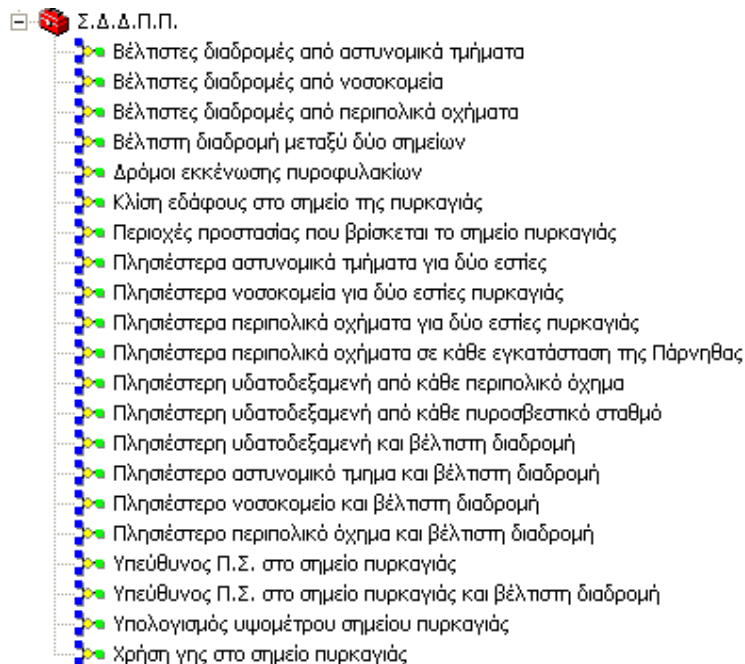 Σ.Δ.Δ.Π.Π.
Βέλτιστες διαδρομές από αστυνομικά τμήματα
Βέλτιστες διαδρομές από νοσοκομεία
Βέλτιστες διαδρομές από περιπολικά οχήματα
Βέλτιστη διαδρομή μεταξύ δύο σημείων
Δρόμοι εκκένωσης πυροφυλακίων
Κλίση εδάφους στο σημείο της πυρκαγιάς
Περιοχές προστασίας που βρίσκεται το σημείο πυρκαγιάς
Πλησιέστερα αστυνομικά τμήματα για δύο εστίες
Πλησιέστερα νοσοκομεία για δύο εστίες πυρκαγιάς
Πλησιέστερα περιπολικά οχήματα για δύο εστίες πυρκαγιάς
Πλησιέστερα περιπολικά οχήματα σε κάθε εγκατάσταση της Πάρνηθας
Πλησιέστερη υδατοδεξαμενή από κάθε περιπολικό όχημα
Πλησιέστερη υδατοδεξαμενή από κάθε πυροσβεστικό σταθμό
Πλησιέστερη υδατοδεξαμενή και βέλτιστη διαδρομή
Πλησιέστερο αστυνομικό τμημα και βέλτιστη διαδρομή
Πλησιέστερο νοσοκομείο και βέλτιστη διαδρομή
Πλησιέστερο περιπολικό όχημα και βέλτιστη διαδρομή
Υπεύθυνος Π.Σ. στο σημείο πυρκαγιάς
Υπεύθυνος Π.Σ. στο σημείο πυρκαγιάς και βέλτιστη διαδρομή
Υπολογισμός υψομέτρου σημείου πυρκαγιάς
Χρήση γης στο σημείο πυρκαγιάς